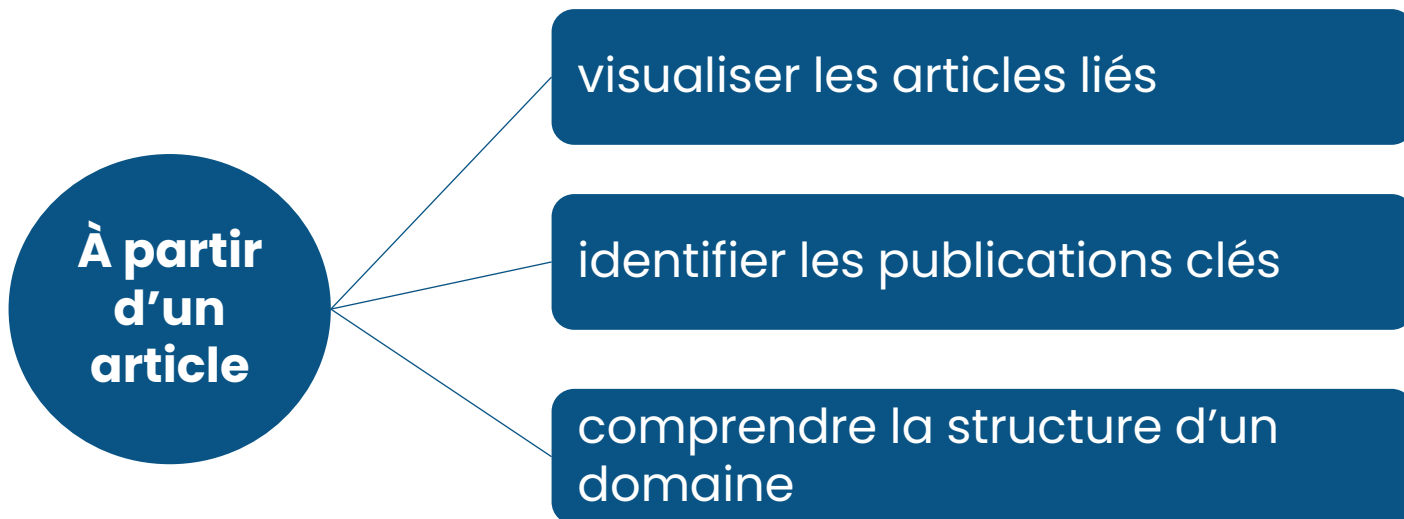 À partir
d’un
article
visualiser les articles liés
identifier les publications clés
comprendre la structure d’un
domaine